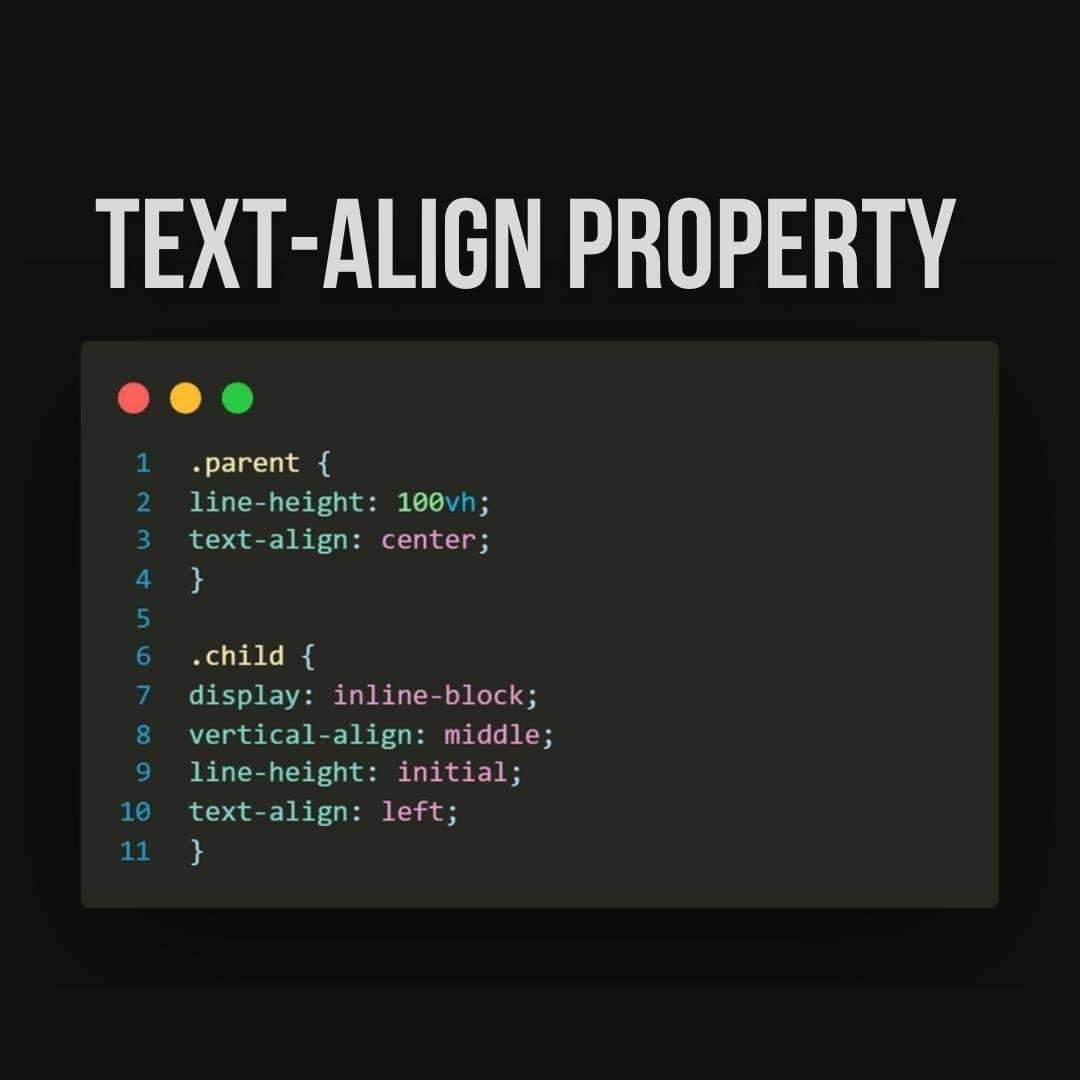 TEXT-ALIGN PROPERTY
1 .parent {
2 line-height: 100vh;
3 text-align: center;
4 }
5
6 .child {
7 display: inline-block;
8 vertical-align: middle;
9 line-height: initial;
10 text-align: left;
11 }